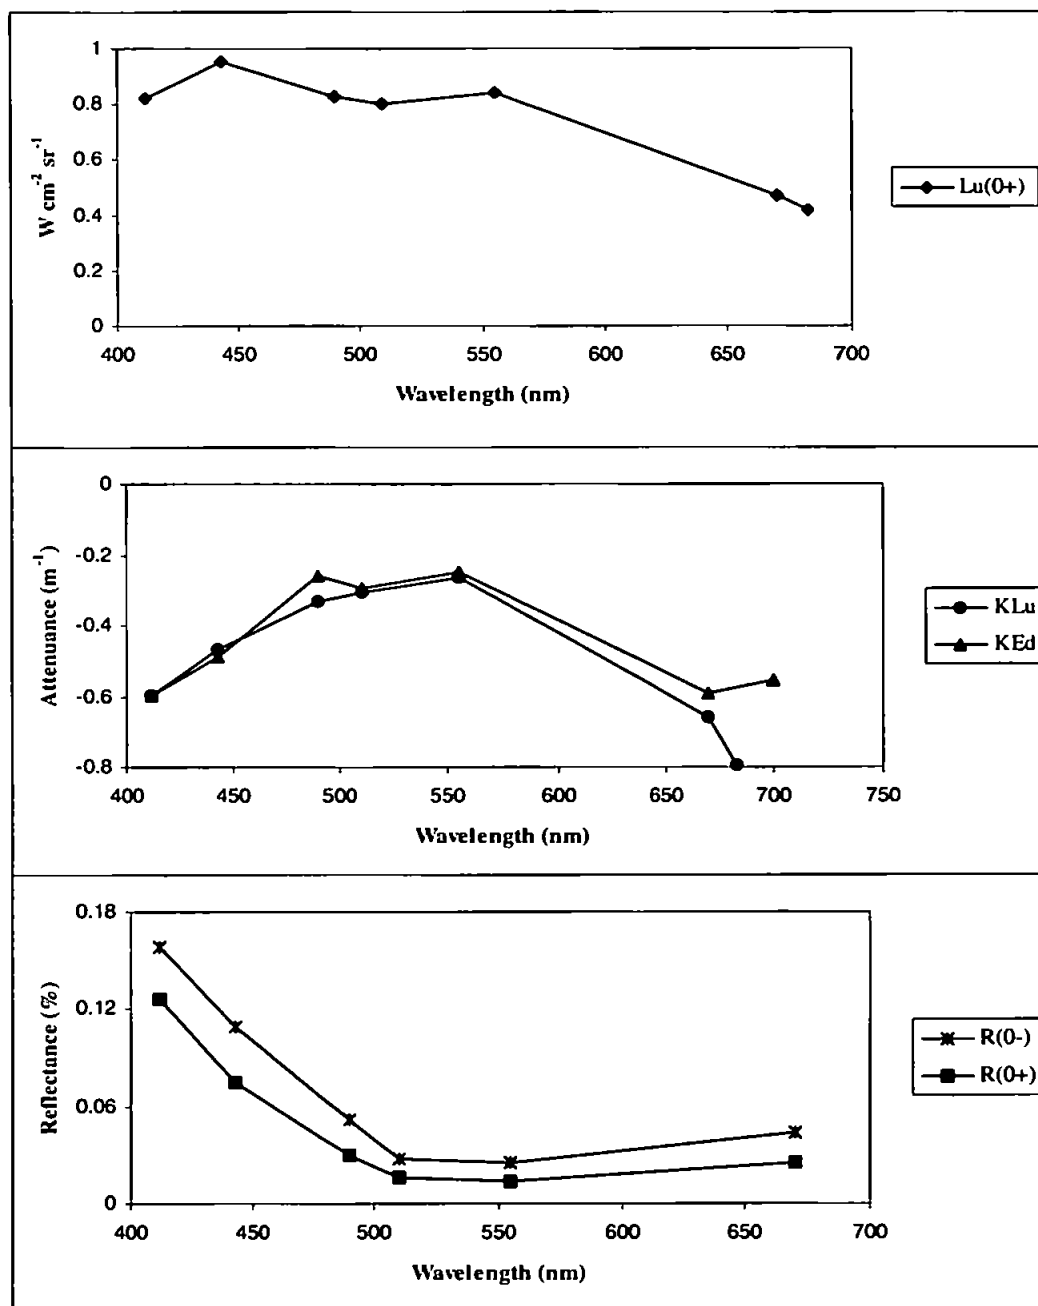 1
0.8
0.6
0.4
0.2
0
W cm-2 sr-1
400 450 500 550 600 650 700
Wavelength (nm)
Lu(0+)
0
-0.2
-0.4
-0.6
-0.8
Attenuance (m-1)
400 450 500 550 600 650 700 750
Wavelength (nm)
KLu
KEd
0.18
0.12
0.06
0
Reflectance (%)
400 450 500 550 600 650 700
Wavelength (nm)
R(0-)
R(0+)